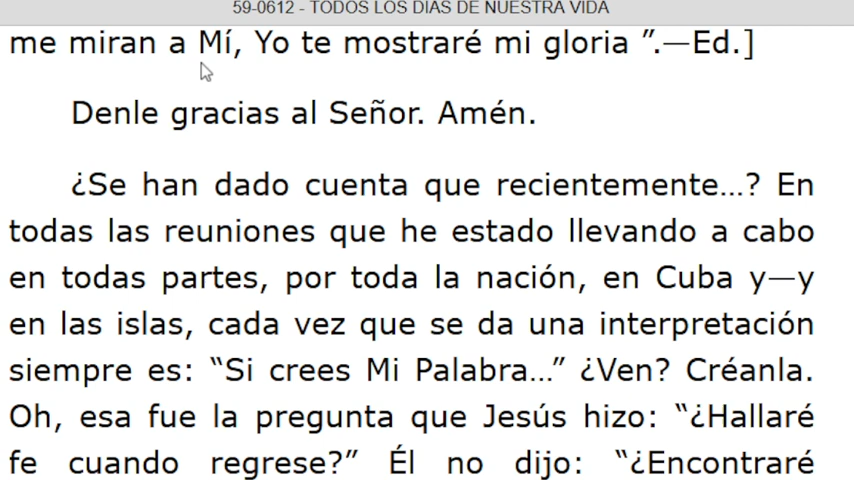 59-0612 - TODOS LOS DIAS DE NUESTRA VIDA
me miran a Mí, Yo te mostraré mi gloria ”.—Ed.]
Denle gracias al Señor. Amén.
¿Se han dado cuenta que recientemente...? En
todas las reuniones que he estado llevando a cabo
en todas partes, por toda la nación, en Cuba y—y
en las islas, cada vez que se da una interpretación
siempre es: “Si crees Mi Palabra...” ¿Ven? Créanla.
Oh, esa fue la pregunta que Jesús hizo: “¿Hallaré
fe cuando regrese?” Él no dijo: “¿Encontraré